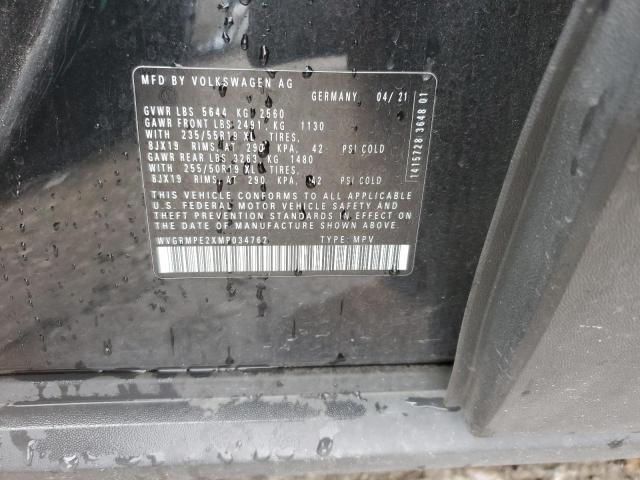 MFD BY VOLKSWAGEN AG
GERMANY 04/21
GVWR LBS 5644 KG 2560
GAWR FRONT LBS 2491 KG 1130
WITH 235/55R19 XL TIRES,
8JX19 RIMS, AT 290 KPA, 42 PSI COLD
GAWR REAR LBS 3263 KG 1480
WITH 255/50R19 XL TIRES,
8JX19 RIMS, AT 290 KPA, 42 PSI COLD
THIS VEHICLE CONFORMS TO ALL APPLICABLE
U.S. FEDERAL MOTOR VEHICLE SAFETY AND
THEFT PREVENTION STANDARDS IN EFFECT ON
THE DATE OF MANUFACTURE SHOWN ABOVE.
WVGRMPE2XMP034762 TYPE: MPV
1415728 3648 01